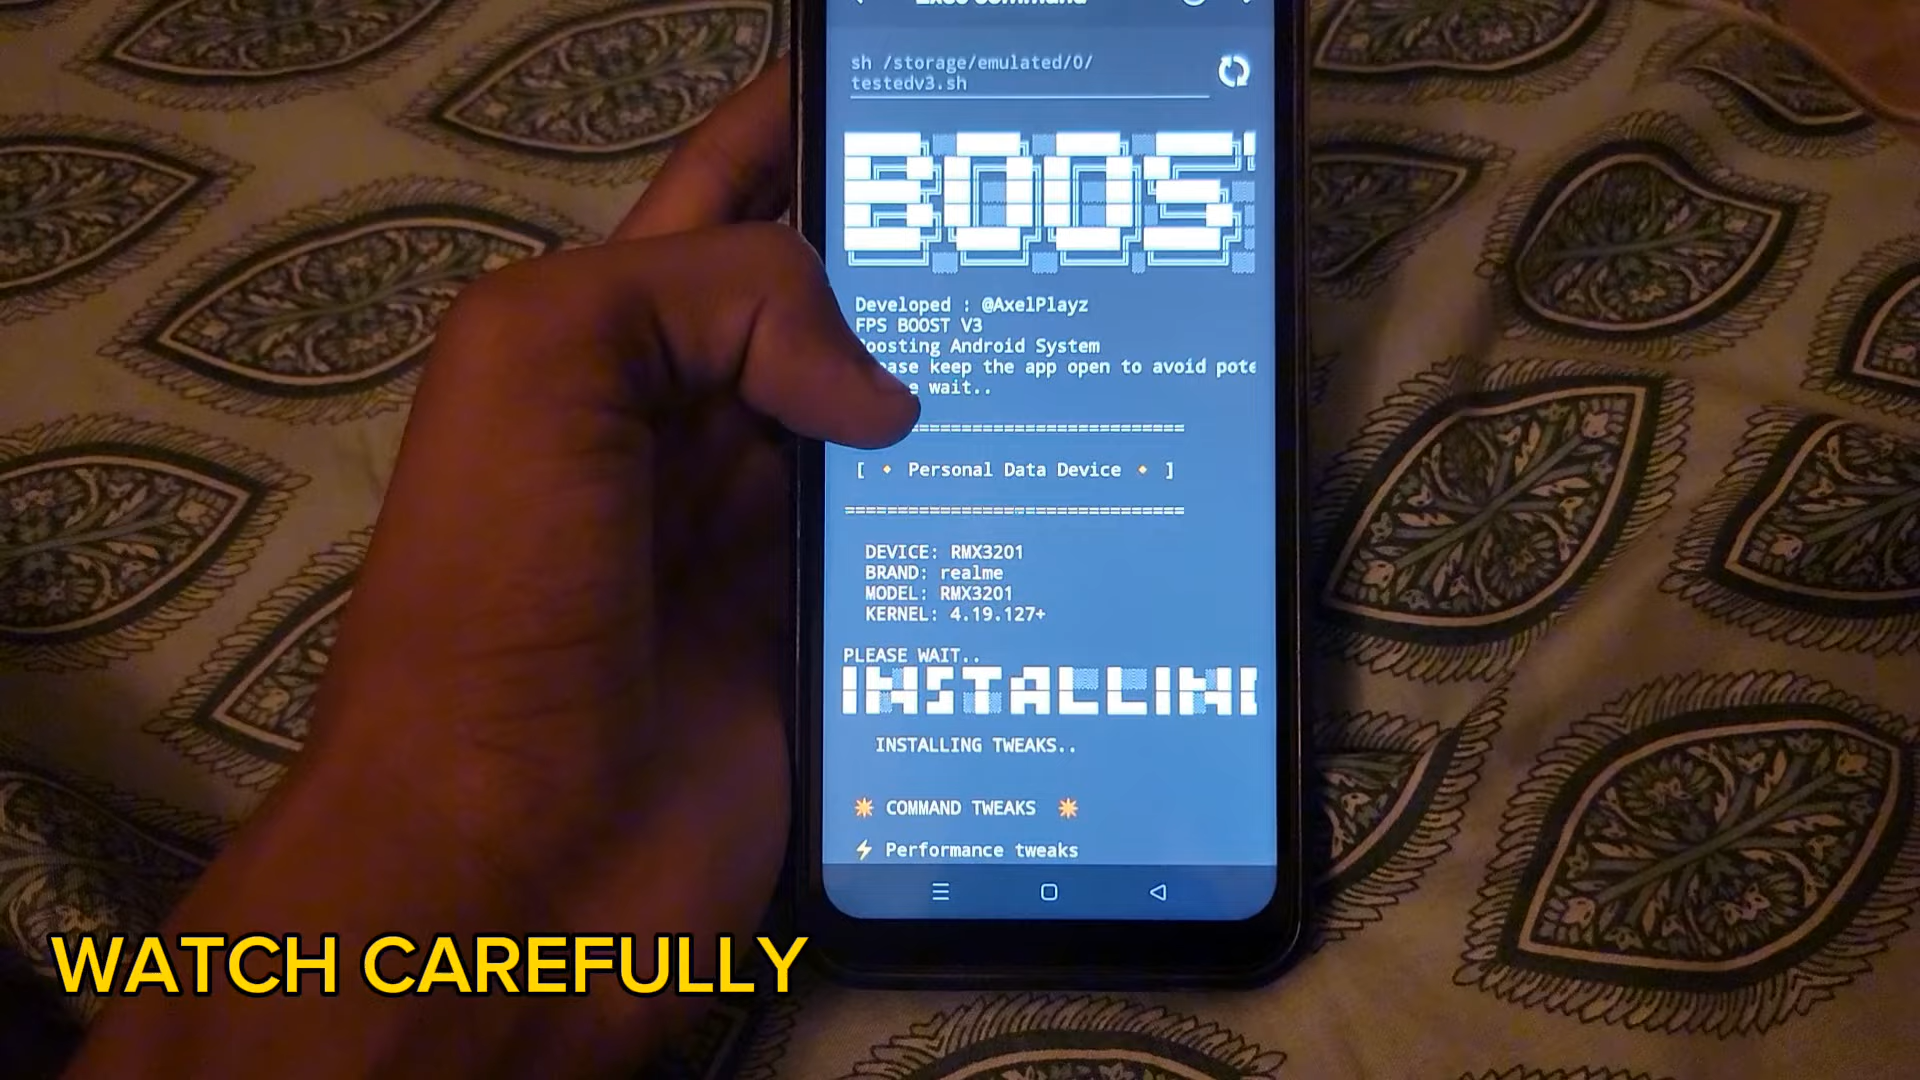 sh /storage/emulated/0/
testedv3.sh
BOOS
Developed : @AxelPlayz
FPS BOOST V3
oosting Android System
ase keep the app open to avoid pote
e wait..
==========================
[ 🔸 Personal Data Device 🔸 ]
================================
DEVICE: RMX3201
BRAND: realme
MODEL: RMX3201
KERNEL: 4.19.127+
PLEASE WAIT..
INSTALLING
INSTALLING TWEAKS..
💥 COMMAND TWEAKS 💥
⚡ Performance tweaks
WATCH CAREFULLY